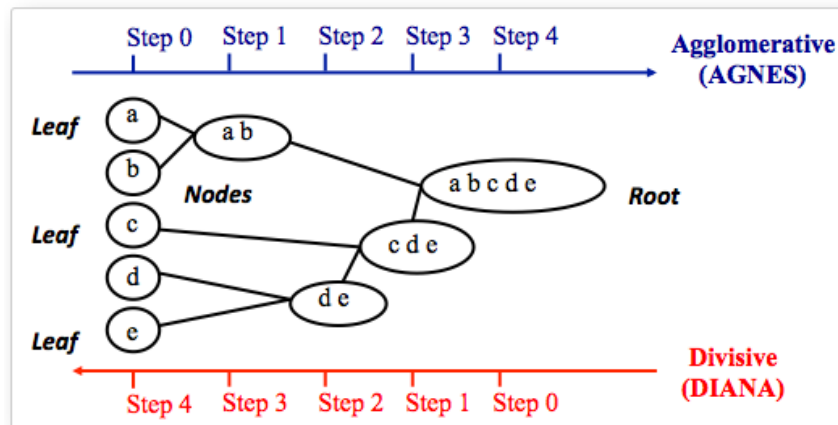 Step 0 Step 1 Step 2 Step 3 Step 4
Agglomerative
(AGNES)
Leaf
a
a b
b
Nodes
a b c d e
Root
Leaf
c
c d e
d
d e
Leaf
e
Divisive
(DIANA)
Step 4 Step 3 Step 2 Step 1 Step 0